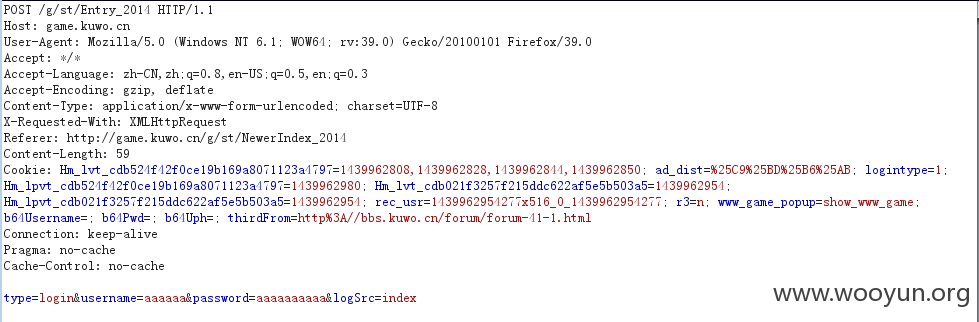 POST /g/st/Entry_2014 HTTP/1.1
Host: game.kuwo.cn
User-Agent: Mozilla/5.0 (Windows NT 6.1; WOW64; rv:39.0) Gecko/20100101 Firefox/39.0
Accept: */*
Accept-Language: zh-CN,zh;q=0.8,en-US;q=0.5,en;q=0.3
Accept-Encoding: gzip, deflate
Content-Type: application/x-www-form-urlencoded; charset=UTF-8
X-Requested-With: XMLHttpRequest
Referer: http://game.kuwo.cn/g/st/NewerIndex_2014
Content-Length: 59
Cookie: Hm_lvt_cdb524f42f0ce19b169a8071123a4797=1439962808,1439962828,1439962844,1439962850; ad_dist=%25C9%25BD%25B6%25AB; logintype=1;
Hm_lpvt_cdb524f42f0ce19b169a8071123a4797=1439962980; Hm_lvt_cdb021f3257f215ddc622af5e5b503a5=1439962954;
Hm_lpvt_cdb021f3257f215ddc622af5e5b503a5=1439962954; rec_usr=1439962954277x516_0_1439962954277; r3=n; www_game_popup=show_www_game;
b64Username=; b64Pwd=; b64Uph=; thirdFrom=http%3A//bbs.kuwo.cn/forum/forum-41-1.html
Connection: keep-alive
Pragma: no-cache
Cache-Control: no-cache
type=login&username=aaaaaa&password=aaaaaaaaaa&logSrc=index
www.wooyun.org